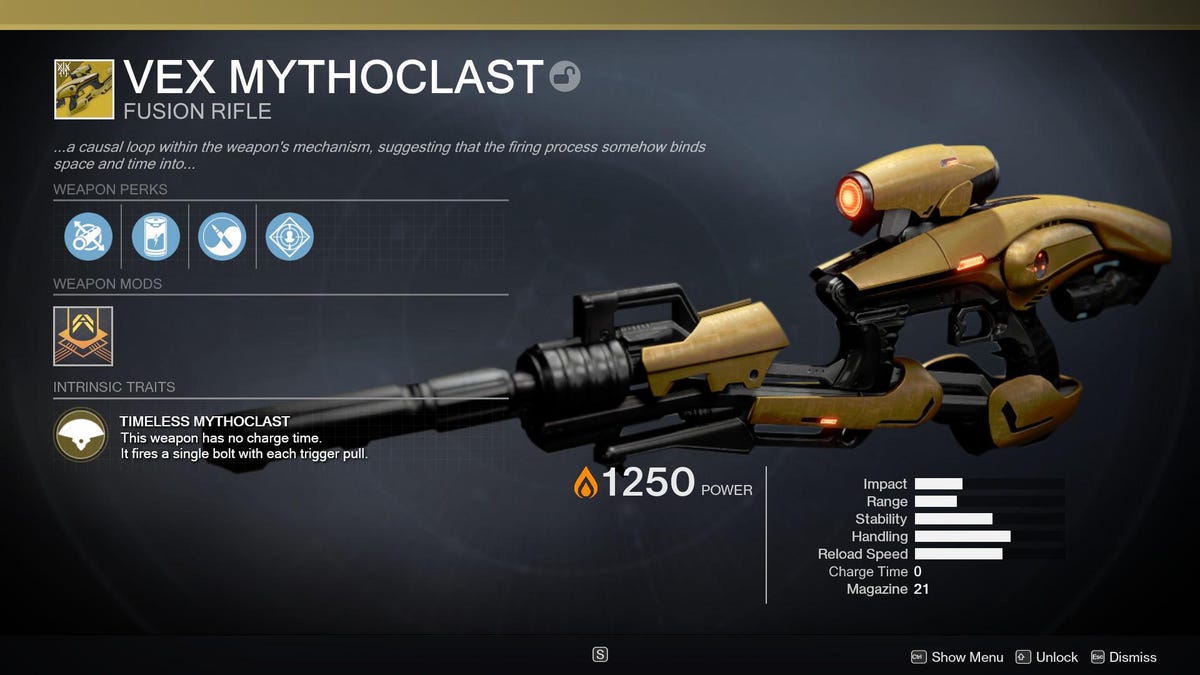 VEX MYTHOCLAST
FUSION RIFLE
...a causal loop within the weapon's mechanism, suggesting that the firing process somehow binds
space and time into...
WEAPON PERKS
WEAPON MODS
INTRINSIC TRAITS
TIMELESS MYTHOCLAST
This weapon has no charge time.
It fires a single bolt with each trigger pull.
1250 POWER
Impact
Range
Stability
Handling
Reload Speed
Charge Time 0
Magazine 21
S
Ctrl Show Menu Unlock Esc Dismiss